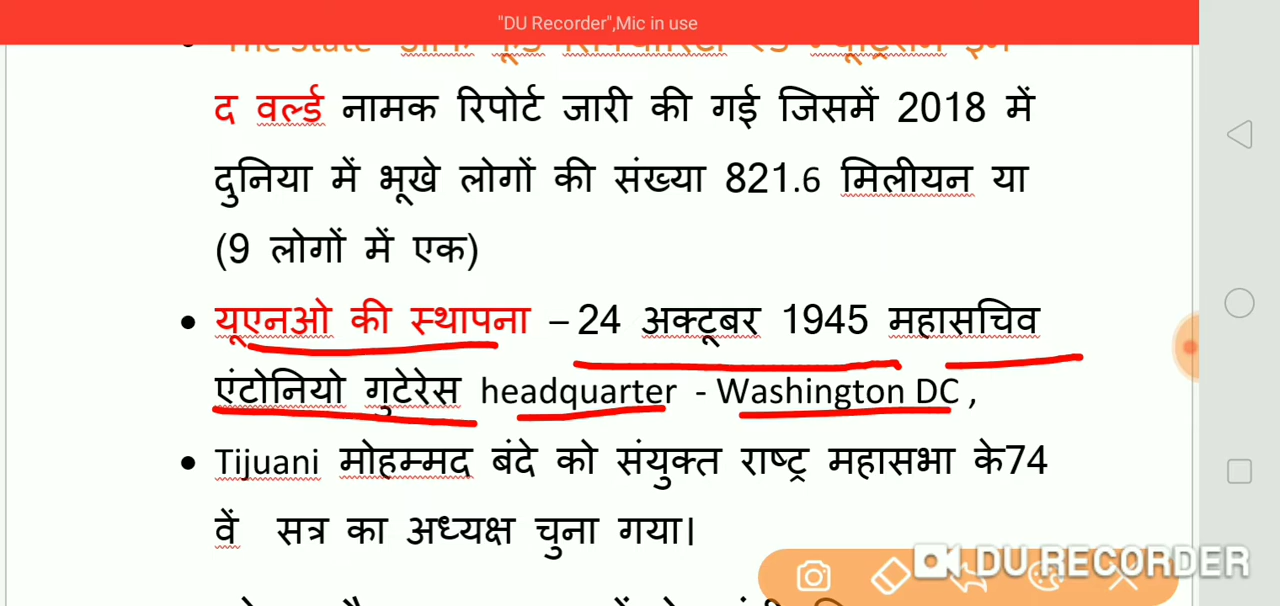 "DU Recorder",Mic in use
The State
द वर्ल्ड नामक रिपोर्ट जारी की गई जिसमें 2018 में
दुनिया में भूखे लोगों की संख्या 821.6 मिलीयन या
(9 लोगों में एक)
• यूएनओ की स्थापना – 24 अक्टूबर 1945 महासचिव
एंटोनियो गुटेरेस headquarter - Washington DC ,
• Tijuani मोहम्मद बंदे को संयुक्त राष्ट्र महासभा के74
वें सत्र का अध्यक्ष चुना गया।
DU RECORDER